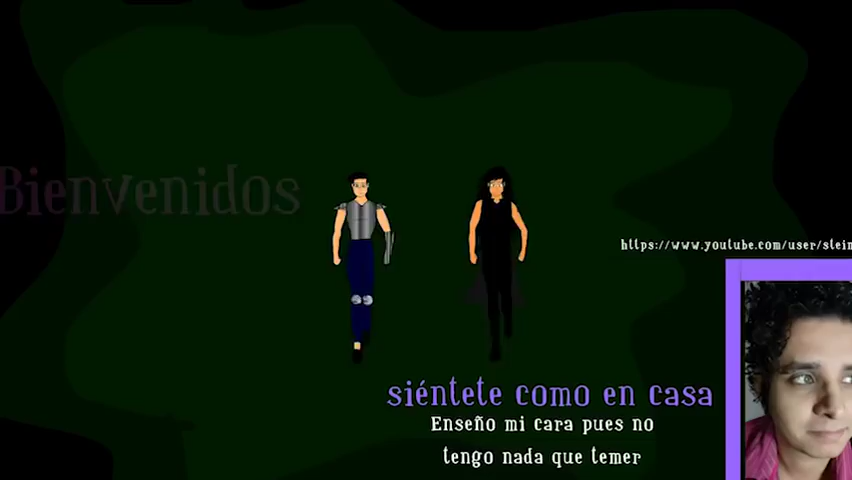 Bienvenidos
https://www.youtube.com/user/stein
siéntete como en casa
Enseño mi cara pues no
tengo nada que temer